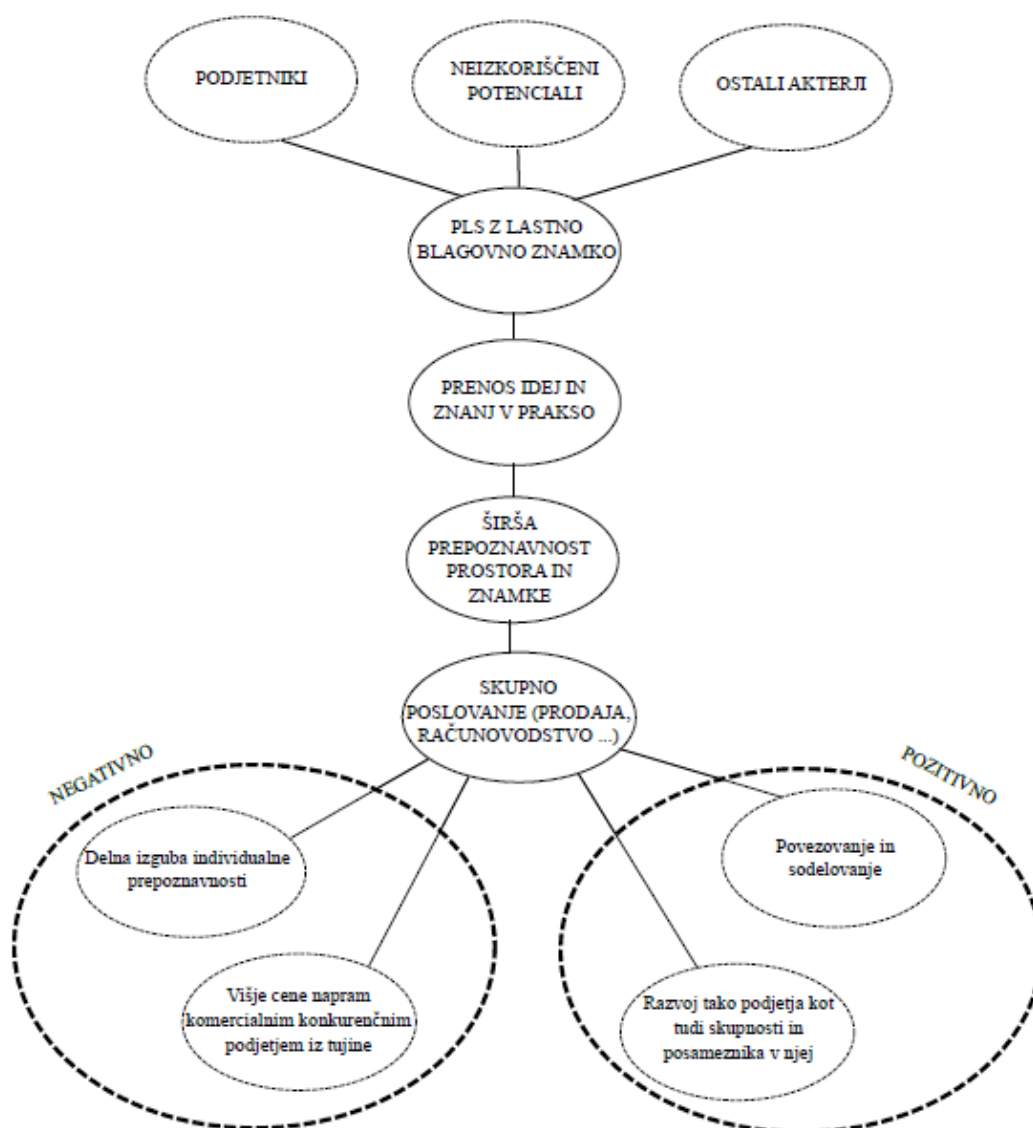 PODJETNIKI
NEIZKORIŠČENI
POTENCIALI
OSTALI AKTERJI
PLS Z LASTNO
BLAGOVNO ZNAMKO
PRENOS IDEJ IN
ZNANJ V PRAKSO
ŠIRŠA
PREPOZNAVNOST
PROSTORA IN
ZNAMKE
SKUPNO
POSLOVANJE (PRODAJA,
RAČUNOVODSTVO ...)
NEGATIVNO
POZITIVNO
Delna izguba individualne
prepoznavnosti
Povezovanje in
sodelovanje
Višje cene napram
komercialnim konkurenčnim
podjetjem iz tujine
Razvoj tako podjetja kot
tudi skupnosti in
posameznika v njej